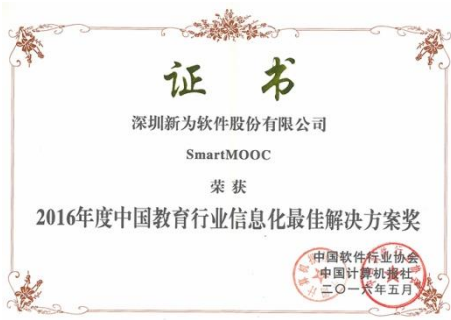 证 书
深圳新为软件股份有限公司
SmartMOOC
荣 获
2016年度中国教育行业信息化最佳解决方案奖
中国软件行业协会
中国计算机报社
二〇一六年五月